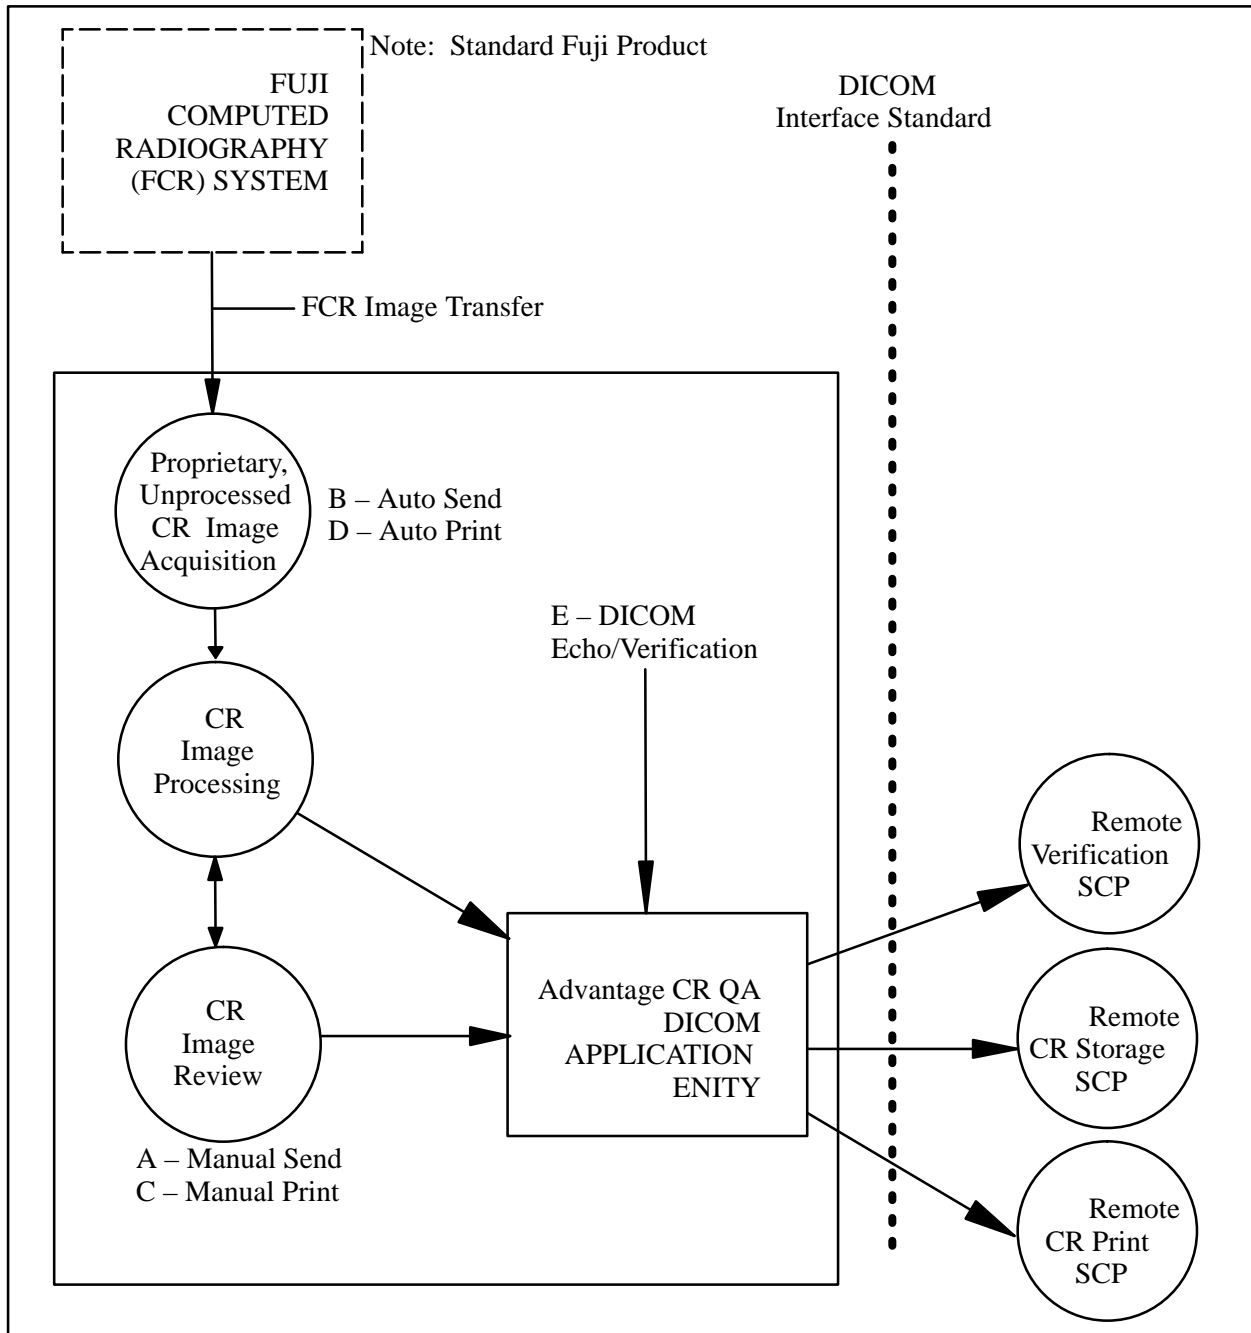 Note: Standard Fuji Product
FUJI
COMPUTED
RADIOGRAPHY
(FCR) SYSTEM
DICOM
Interface Standard
FCR Image Transfer
Proprietary,
Unprocessed
CR Image
Acquisition
B – Auto Send
D – Auto Print
E – DICOM
Echo/Verification
CR
Image
Processing
Remote
Verification
SCP
CR
Image
Review
Advantage CR QA
DICOM
APPLICATION
ENITY
Remote
CR Storage
SCP
A – Manual Send
C – Manual Print
Remote
CR Print
SCP